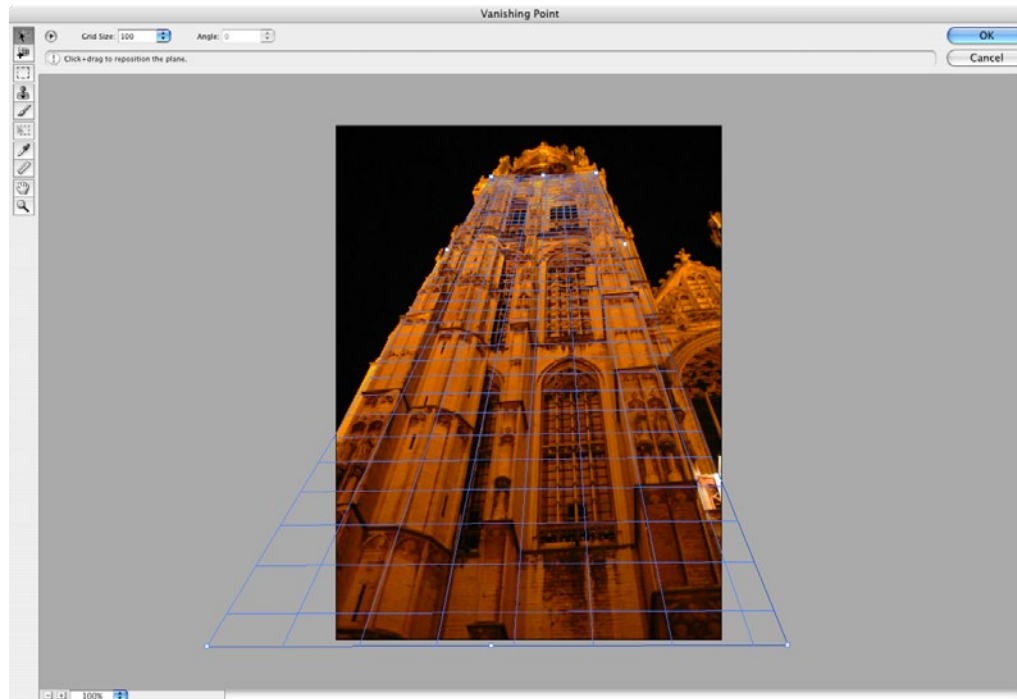 Vanishing Point
Grid Size: 100 Angle: 0 OK
Click+drag to reposition the plane. Cancel
100%